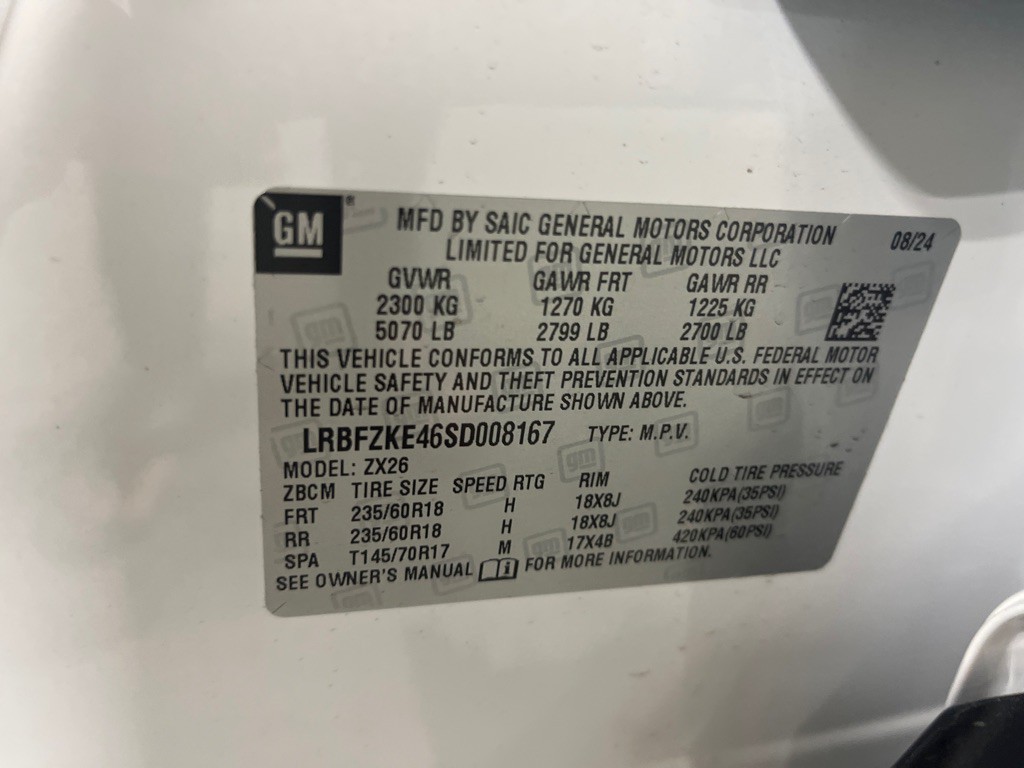 GM ®
MFD BY SAIC GENERAL MOTORS CORPORATION 08/24
LIMITED FOR GENERAL MOTORS LLC
GVWR GAWR FRT GAWR RR
2300 KG 1270 KG 1225 KG
5070 LB 2799 LB 2700 LB
THIS VEHICLE CONFORMS TO ALL APPLICABLE U.S. FEDERAL MOTOR
VEHICLE SAFETY AND THEFT PREVENTION STANDARDS IN EFFECT ON
THE DATE OF MANUFACTURE SHOWN ABOVE.
LRBFZKE46SD008167 TYPE: M.P.V.
MODEL: ZX26
ZBCM TIRE SIZE SPEED RTG RIM COLD TIRE PRESSURE
FRT 235/60R18 H 18X8J 240KPA(35PSI)
RR 235/60R18 H 18X8J 240KPA(35PSI)
SPA T145/70R17 M 17X4B 420KPA(60PSI)
SEE OWNER'S MANUAL i FOR MORE INFORMATION.